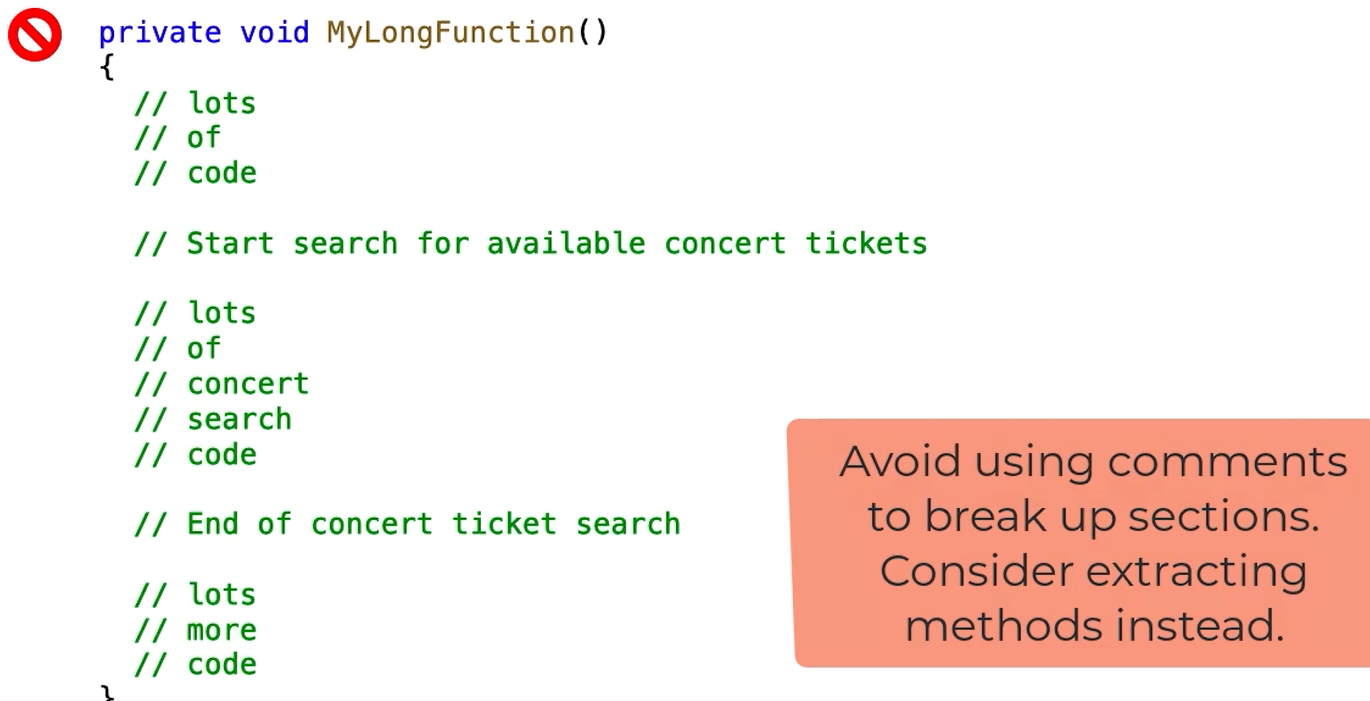 private void MyLongFunction()
{
// lots
// of
// code
// Start search for available concert tickets
// lots
// of
// concert
// search
// code
// End of concert ticket search
// lots
// more
// code
}
Avoid using comments
to break up sections.
Consider extracting
methods instead.